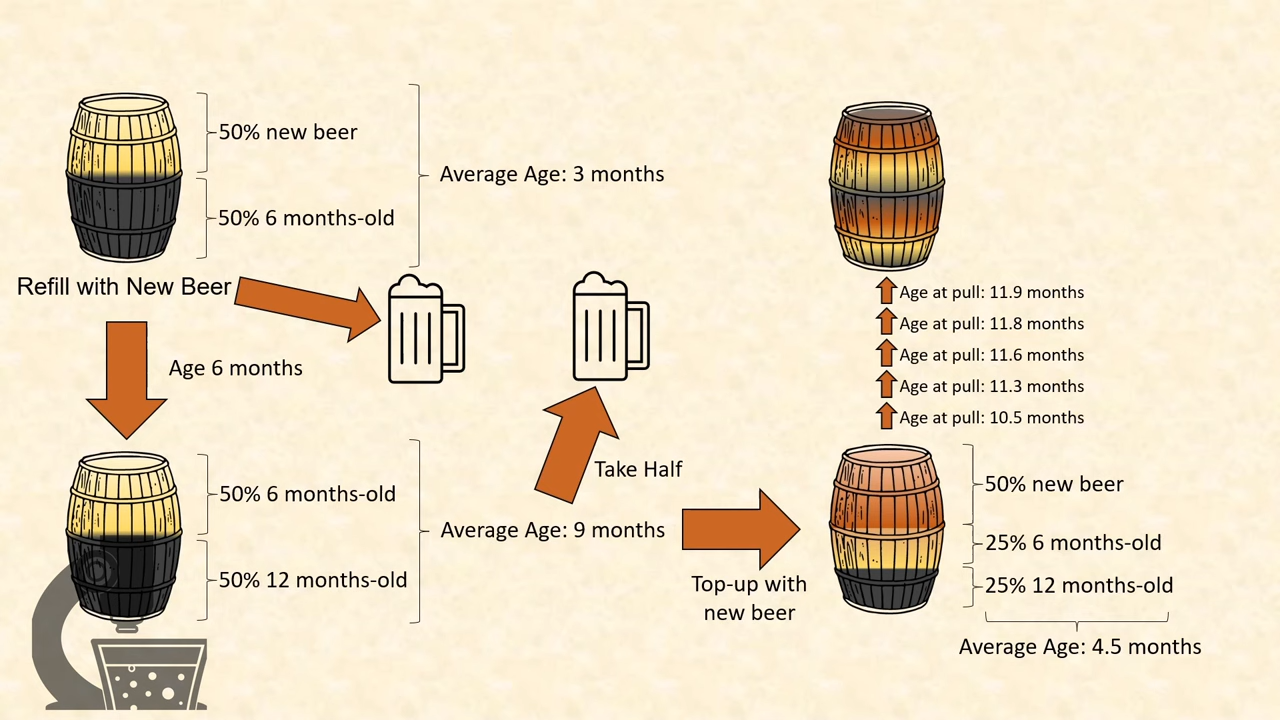 50% new beer
50% 6 months-old
Average Age: 3 months
Refill with New Beer
Age 6 months
50% 6 months-old
50% 12 months-old
Average Age: 9 months
Take Half
Top-up with
new beer
Age at pull: 11.9 months
Age at pull: 11.8 months
Age at pull: 11.6 months
Age at pull: 11.3 months
Age at pull: 10.5 months
50% new beer
25% 6 months-old
25% 12 months-old
Average Age: 4.5 months